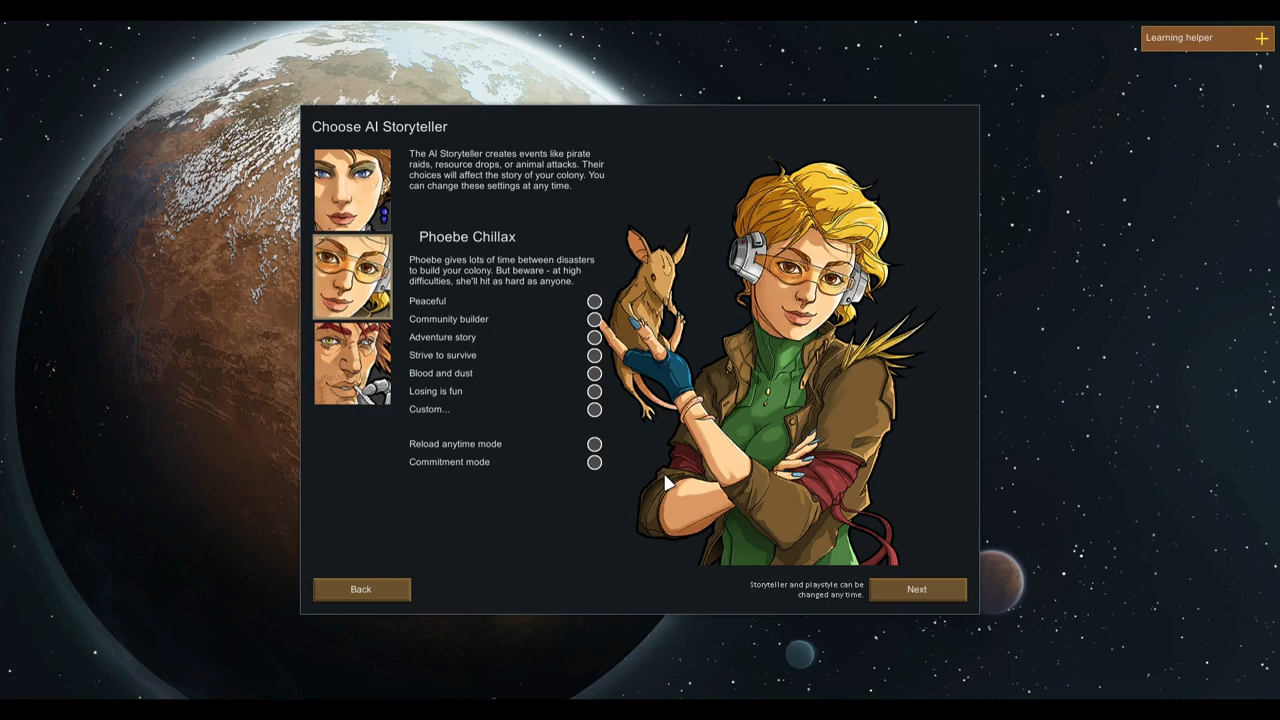 Learning helper
Choose AI Storyteller
The AI Storyteller creates events like pirate
raids, resource drops, or animal attacks. Their
choices will affect the story of your colony. You
can change these settings at any time.
Phoebe Chillax
Phoebe gives lots of time between disasters
to build your colony. But beware - at high
difficulties, she'll hit as hard as anyone.
Peaceful
Community builder
Adventure story
Strive to survive
Blood and dust
Losing is fun
Custom...
Reload anytime mode
Commitment mode
Back
Storyteller and playstyle can be
changed any time.
Next